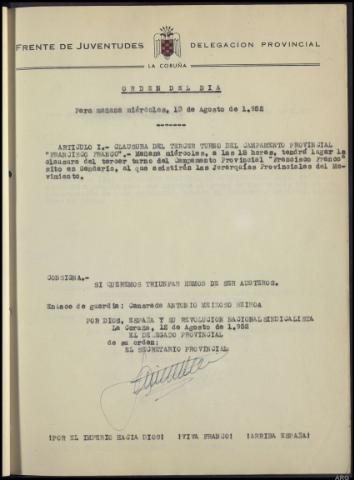 FRENTE DE JUVENTUDES DELEGACION PROVINCIAL
LA CORUÑA
ORDEN DEL DIA
Para mañana miércoles, 13 de Agosto de 1.952
ARTICULO I.- CLAUSURA DEL TERCER TURNO DEL CAMPAMENTO PROVINCIAL
"FRANCISCO FRANCO".- Mañana miércoles, a las 18 horas, tendrá lugar la
clausura del tercer turno del Campamento Provincial "Francisco Franco"
sito en Gandario, al que asistirán las Jerarquías Provinciales del Mo-
vimiento.
CONSIGNA.-
SI QUEREMOS TRIUNFAR HEMOS DE SER AUSTEROS.
Enlace de guardia: Camarada ANTONIO MEIZOSO
POR DIOS, ESPAÑA Y SU REVOLUCION NACIONALSINDICALISTA
La Coruña, 12 de Agosto de 1.952
EL DELEGADO PROVINCIAL
de su orden:
EL SECRETARIO PROVINCIAL
¡POR EL IMPERIO HACIA DIOS! ¡VIVA FRANCO! ¡ARRIBA ESPAÑA!
ARG